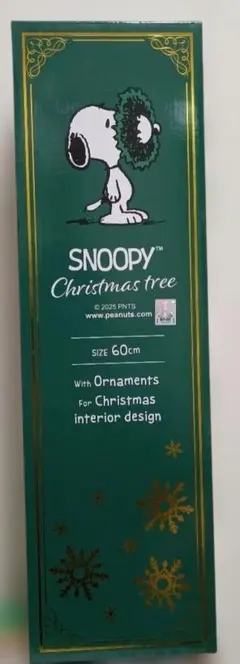 SNOOPY™
Christmas tree
© 2025 PNTS
www.peanuts.com
SIZE 60cm
With Ornaments
For Christmas
interior design